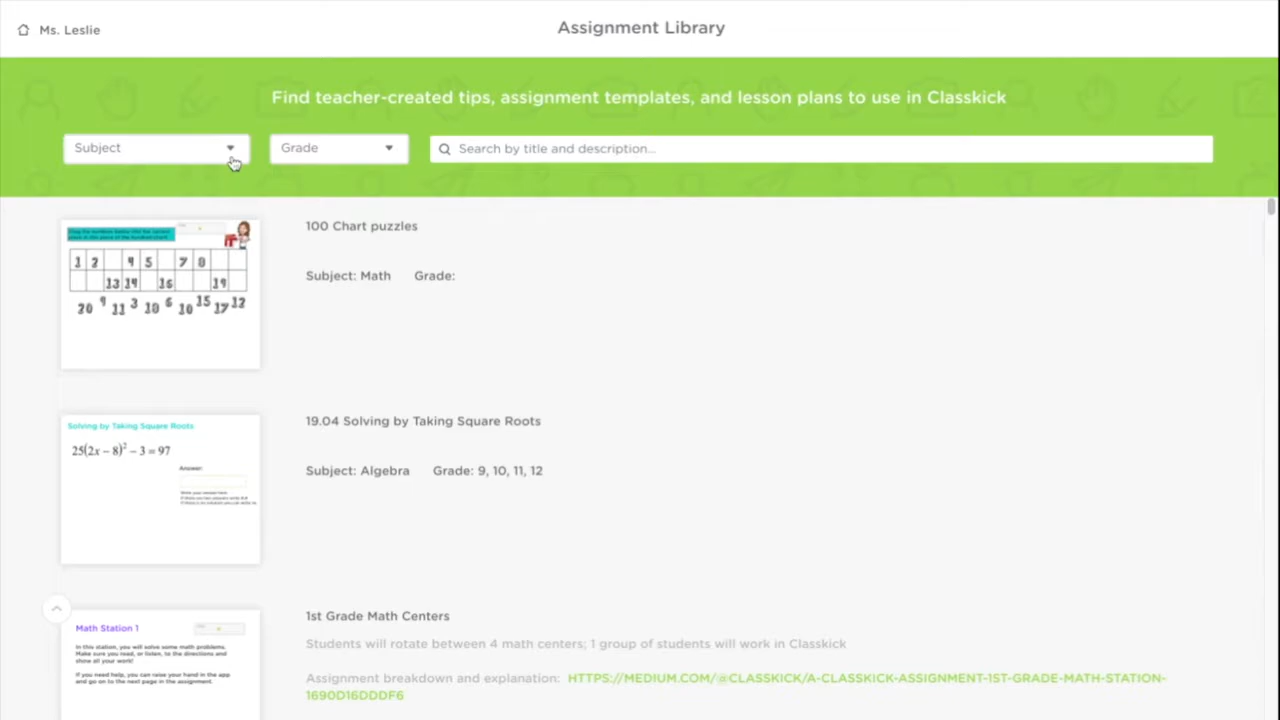 Ms. Leslie
Assignment Library
Find teacher-created tips, assignment templates, and lesson plans to use in Classkick
Subject
Grade
Search by title and description...
100 Chart puzzles
Subject: Math Grade:
1 2 4 5 7 8
13 14 16 19
20 9 11 3 18 6 10 15 17 12
19.04 Solving by Taking Square Roots
Subject: Algebra Grade: 9, 10, 11, 12
Solving by Taking Square Roots
25(2x – 8)² – 3 = 97
Answer:
Write your answer here
1st Grade Math Centers
Students will rotate between 4 math centers; 1 group of students will work in Classkick
Assignment breakdown and explanation: HTTPS://MEDIUM.COM/@CLASSKICK/A-CLASSKICK-ASSIGNMENT-1ST-GRADE-MATH-STATION-
1690D16DDDF6
Math Station 1
In this station, you will solve some math problems.
Make sure you read, or listen, to the directions and
show all your work!
If you need help, you can raise your hand in the app
and go on to the next page in the assignment.